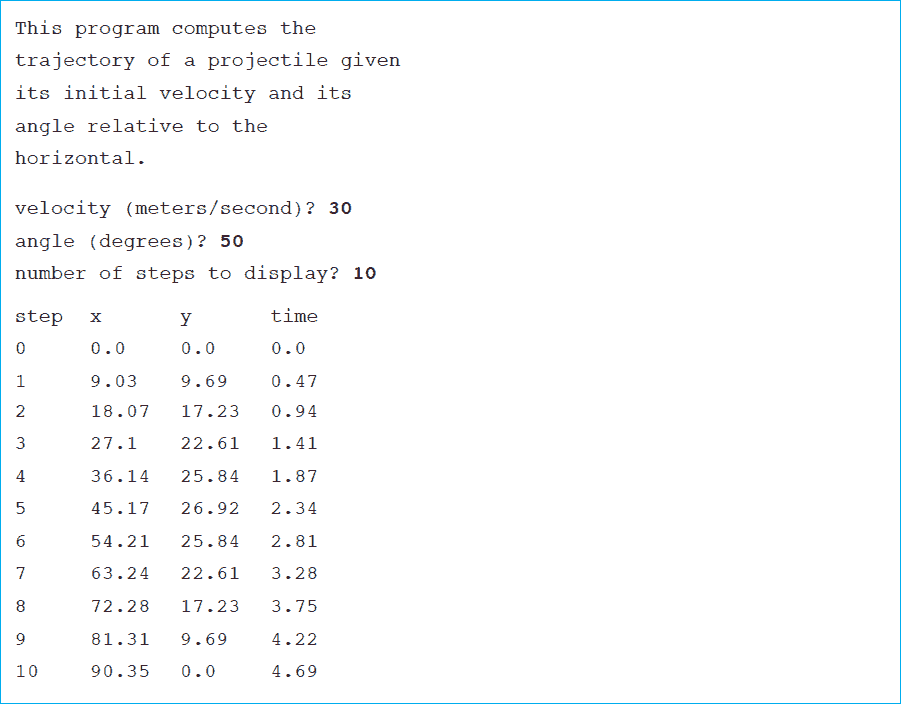 This program computes the
trajectory of a projectile given
its initial velocity and its
angle relative to the
horizontal.
velocity (meters/second)? 30
angle (degrees)? 50
number of steps to display? 10
step x y time
0 0.0 0.0 0.0
1 9.03 9.69 0.47
2 18.07 17.23 0.94
3 27.1 22.61 1.41
4 36.14 25.84 1.87
5 45.17 26.92 2.34
6 54.21 25.84 2.81
7 63.24 22.61 3.28
8 72.28 17.23 3.75
9 81.31 9.69 4.22
10 90.35 0.0 4.69